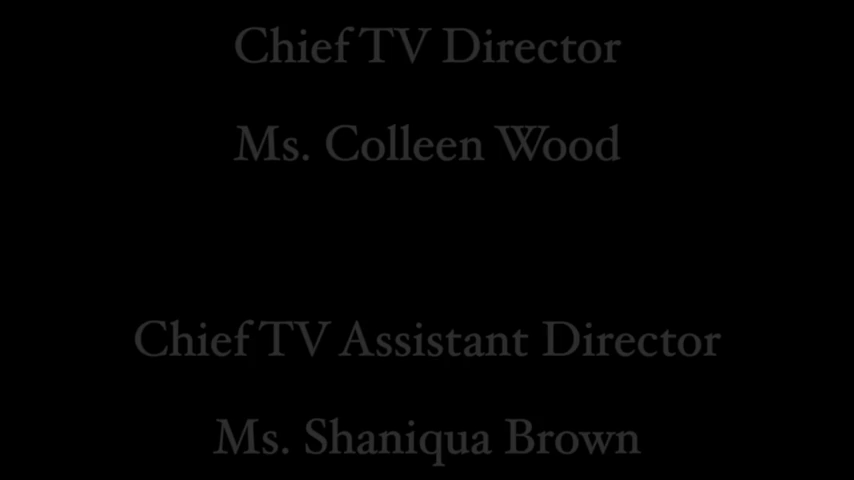 Chief TV Director
Ms. Colleen Wood
Chief TV Assistant Director
Ms. Shaniqua Brown